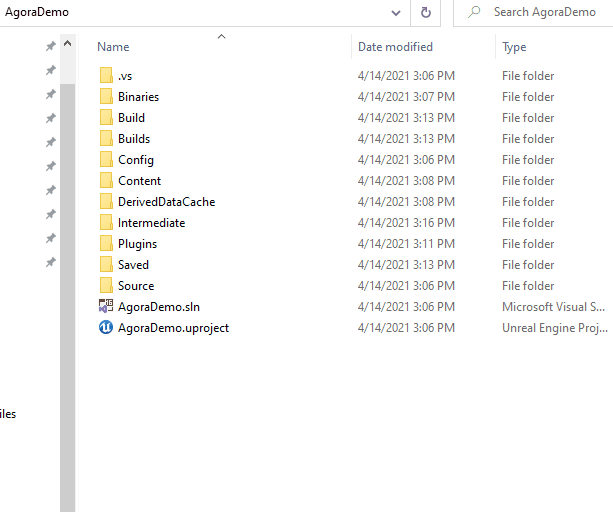 AgoraDemo Search AgoraDemo
Name Date modified Type
.vs 4/14/2021 3:06 PM File folder
Binaries 4/14/2021 3:07 PM File folder
Build 4/14/2021 3:13 PM File folder
Builds 4/14/2021 3:13 PM File folder
Config 4/14/2021 3:06 PM File folder
Content 4/14/2021 3:08 PM File folder
DerivedDataCache 4/14/2021 3:08 PM File folder
Intermediate 4/14/2021 3:16 PM File folder
Plugins 4/14/2021 3:11 PM File folder
Saved 4/14/2021 3:13 PM File folder
Source 4/14/2021 3:06 PM File folder
AgoraDemo.sln 4/14/2021 3:06 PM Microsoft Visual S...
AgoraDemo.uproject 4/14/2021 3:06 PM Unreal Engine Proj...
iles